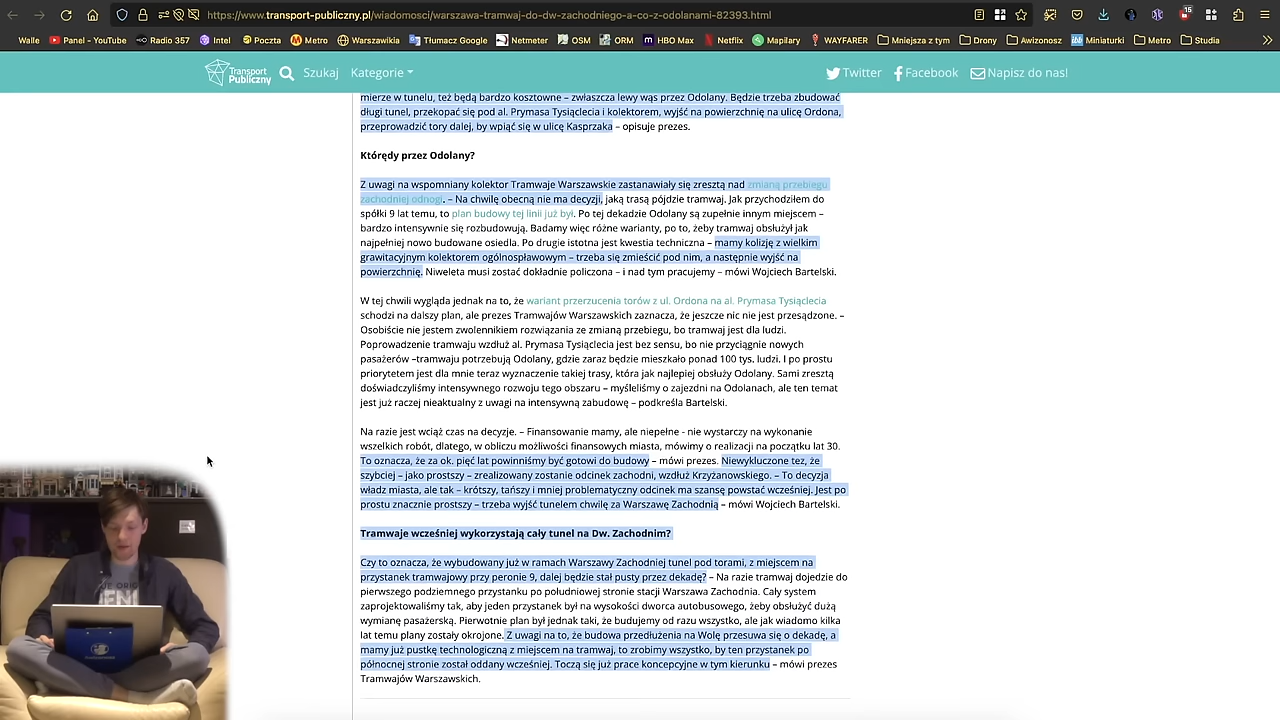 https://www.transport-publiczny.pl/wiadomosci/warszawa-tramwaj-do-dw-zachodniego-a-co-z-odolanami-82393.html
15
Walle
Panel - YouTube
Radio 357
Intel
Poczta
Metro
Warszawikia
Tłumacz Google
Netmeter
OSM
ORM
HBO Max
Netflix
Mapilary
WAYFARER
Mniejsza z tym
Drony
Awizonosz
Miniaturki
Metro
Studia
Transport
Publiczny
Szukaj
Kategorie
Twitter
Facebook
Napisz do nas!
mierze w tunelu, też będą bardzo kosztowne – zwłaszcza lewy wąs przez Odolany. Będzie trzeba zbudować
długi tunel, przekopać się pod al. Prymasa Tysiąclecia i kolektorem, wyjść na powierzchnię na ulicę Ordona,
przeprowadzić tory dalej, by wpiąć się w ulicę Kasprzaka – opisuje prezes.
Którędy przez Odolany?
Z uwagi na wspomniany kolektor Tramwaje Warszawskie zastanawiały się zresztą nad zmianą przebiegu
zachodniej odnogi. – Na chwilę obecną nie ma decyzji, jaką trasą pójdzie tramwaj. Jak przychodziłem do
spółki 9 lat temu, to plan budowy tej linii już był. Po tej dekadzie Odolany są zupełnie innym miejscem –
bardzo intensywnie się rozbudowują. Badamy więc różne warianty, po to, żeby tramwaj obsłużył jak
najpełniej nowo budowane osiedla. Po drugie istotna jest kwestia techniczna – mamy kolizję z wielkim
grawitacyjnym kolektorem ogólnospławowym – trzeba się zmieścić pod nim, a następnie wyjść na
powierzchnię. Niweleta musi zostać dokładnie policzona – i nad tym pracujemy – mówi Wojciech Bartelski.
W tej chwili wygląda jednak na to, że wariant przerzucenia torów z ul. Ordona na al. Prymasa Tysiąclecia
schodzi na dalszy plan, ale prezes Tramwajów Warszawskich zaznacza, że jeszcze nic nie jest przesądzone. –
Osobiście nie jestem zwolennikiem rozwiązania ze zmianą przebiegu, bo tramwaj jest dla ludzi.
Poprowadzenie tramwaju wzdłuż al. Prymasa Tysiąclecia jest bez sensu, bo nie przyciągnie nowych
pasażerów –tramwaju potrzebują Odolany, gdzie zaraz będzie mieszkało ponad 100 tys. ludzi. I po prostu
priorytetem jest dla mnie teraz wyznaczenie takiej trasy, która jak najlepiej obsłuży Odolany. Sami zresztą
doświadczyliśmy intensywnego rozwoju tego obszaru – myśleliśmy o zajezdni na Odolanach, ale ten temat
jest już raczej nieaktualny z uwagi na intensywną zabudowę – podkreśla Bartelski.
Na razie jest wciąż czas na decyzje. – Finansowanie mamy, ale niepełne - nie wystarczy na wykonanie
wszelkich robót, dlatego, w obliczu możliwości finansowych miasta, mówimy o realizacji na początku lat 30.
To oznacza, że za ok. pięć lat powinniśmy być gotowi do budowy – mówi prezes. Niewykluczone też, że
szybciej – jako prostszy – zrealizowany zostanie odcinek zachodni, wzdłuż Krzyżanowskiego. – To decyzja
władz miasta, ale tak – krótszy, tańszy i mniej problematyczny odcinek ma szansę powstać wcześniej. Jest po
prostu znacznie prostszy – trzeba wyjść tunelem chwilę za Warszawę Zachodnią – mówi Wojciech Bartelski.
Tramwaje wcześniej wykorzystają cały tunel na Dw. Zachodnim?
Czy to oznacza, że wybudowany już w ramach Warszawy Zachodniej tunel pod torami, z miejscem na
przystanek tramwajowy przy peronie 9, dalej będzie stał pusty przez dekadę? – Na razie tramwaj dojedzie do
pierwszego podziemnego przystanku po południowej stronie stacji Warszawa Zachodnia. Cały system
zaprojektowaliśmy tak, aby jeden przystanek był na wysokości dworca autobusowego, żeby obsłużyć dużą
wymianę pasażerską. Pierwotnie plan był jednak taki, że budujemy od razu wszystko, ale jak wiadomo kilka
lat temu plany zostały okrojone. Z uwagi na to, że budowa przedłużenia na Wolę przesuwa się o dekadę, a
mamy już pustkę technologiczną z miejscem na tramwaj, to zrobimy wszystko, by ten przystanek po
północnej stronie został oddany wcześniej. Toczą się już prace koncepcyjne w tym kierunku – mówi prezes
Tramwajów Warszawskich.